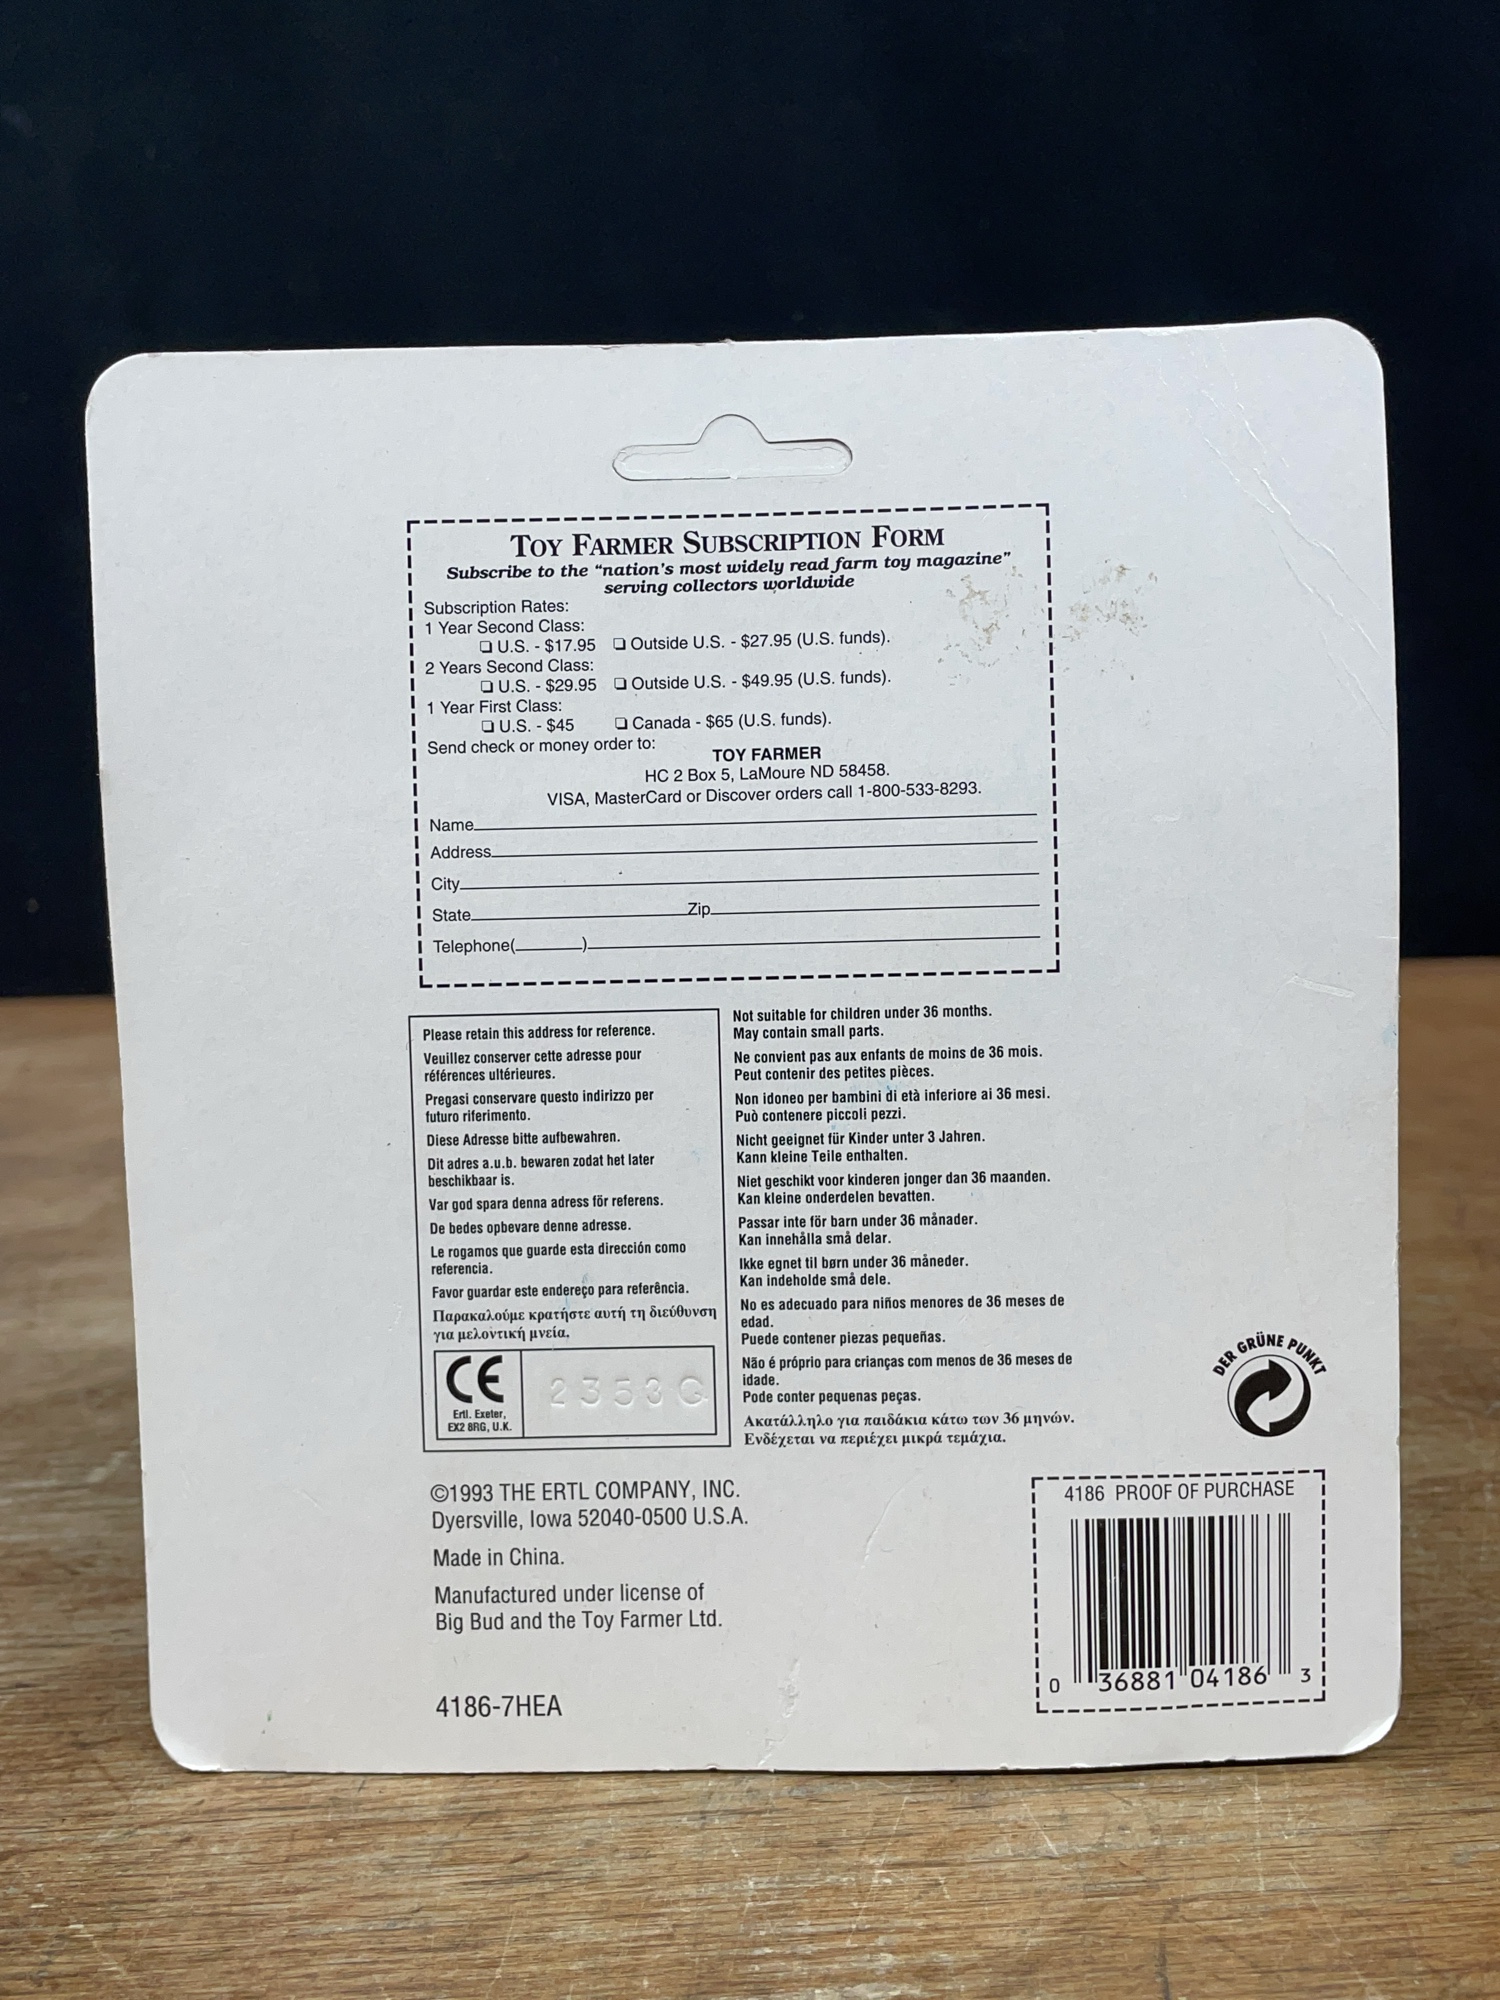 TOY FARMER SUBSCRIPTION FORM
Subscribe to the “nation's most widely read farm toy magazine”
serving collectors worldwide
Subscription Rates:
1 Year Second Class:
❏ U.S. - $17.95 ❏ Outside U.S. - $27.95 (U.S. funds).
2 Years Second Class:
❏ U.S. - $29.95 ❏ Outside U.S. - $49.95 (U.S. funds).
1 Year First Class:
❏ U.S. - $45 ❏ Canada - $65 (U.S. funds).
Send check or money order to:
TOY FARMER
HC 2 Box 5, LaMoure ND 58458.
VISA, MasterCard or Discover orders call 1-800-533-8293.
Name
Address
City
State Zip
Telephone( )
Please retain this address for reference.
Veuillez conserver cette adresse pour
références ultérieures.
Pregasi conservare questo indirizzo per
futuro riferimento.
Diese Adresse bitte aufbewahren.
Dit adres a.u.b. bewaren zodat het later
beschikbaar is.
Var god spara denna adress för referens.
De bedes opbevare denne adresse.
Le rogamos que guarde esta dirección como
referencia.
Favor guardar este endereço para referência.
Παρακαλούμε κρατήστε αυτή τη διεύθυνση
για μελοντική μνεία.
CE
Ertl. Exeter,
EX2 8RG, U.K.
Not suitable for children under 36 months.
May contain small parts.
Ne convient pas aux enfants de moins de 36 mois.
Peut contenir des petites pièces.
Non idoneo per bambini di età inferiore ai 36 mesi.
Può contenere piccoli pezzi.
Nicht geeignet für Kinder unter 3 Jahren.
Kann kleine Teile enthalten.
Niet geschikt voor kinderen jonger dan 36 maanden.
Kan kleine onderdelen bevatten.
Passar inte för barn under 36 månader.
Kan innehålla små delar.
Ikke egnet til børn under 36 måneder.
Kan indeholde små dele.
No es adecuado para niños menores de 36 meses de
edad.
Puede contener piezas pequeñas.
Não é próprio para crianças com menos de 36 meses de
idade.
Pode conter pequenas peças.
Ακατάλληλο για παιδάκια κάτω των 36 μηνών.
Ενδέχεται να περιέχει μικρά τεμάχια.
DER GRÜNE PUNKT
©1993 THE ERTL COMPANY, INC.
Dyersville, Iowa 52040-0500 U.S.A.
Made in China.
Manufactured under license of
Big Bud and the Toy Farmer Ltd.
4186-7HEA
4186 PROOF OF PURCHASE
0 36881 04186 3